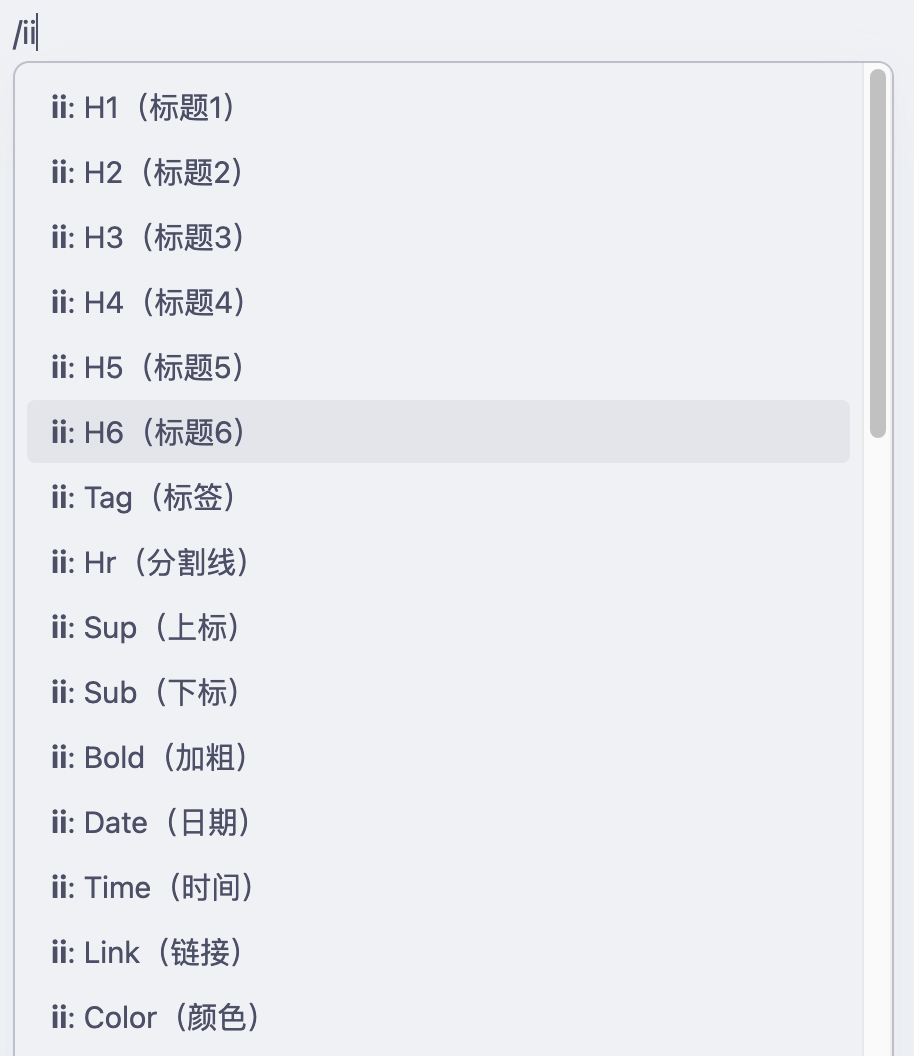 /ii
ii: H1（标题1）
ii: H2（标题2）
ii: H3（标题3）
ii: H4（标题4）
ii: H5（标题5）
ii: H6（标题6）
ii: Tag（标签）
ii: Hr（分割线）
ii: Sup（上标）
ii: Sub（下标）
ii: Bold（加粗）
ii: Date（日期）
ii: Time（时间）
ii: Link（链接）
ii: Color（颜色）